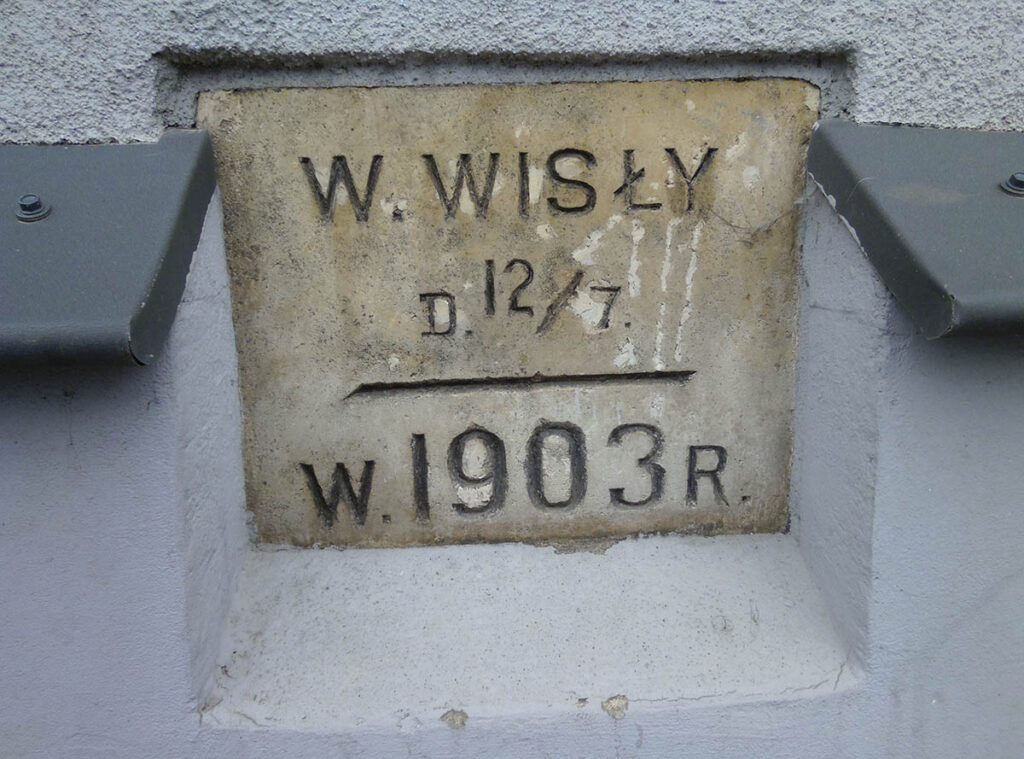 W. WISŁY
D. 12/7.
W. 1903 R.